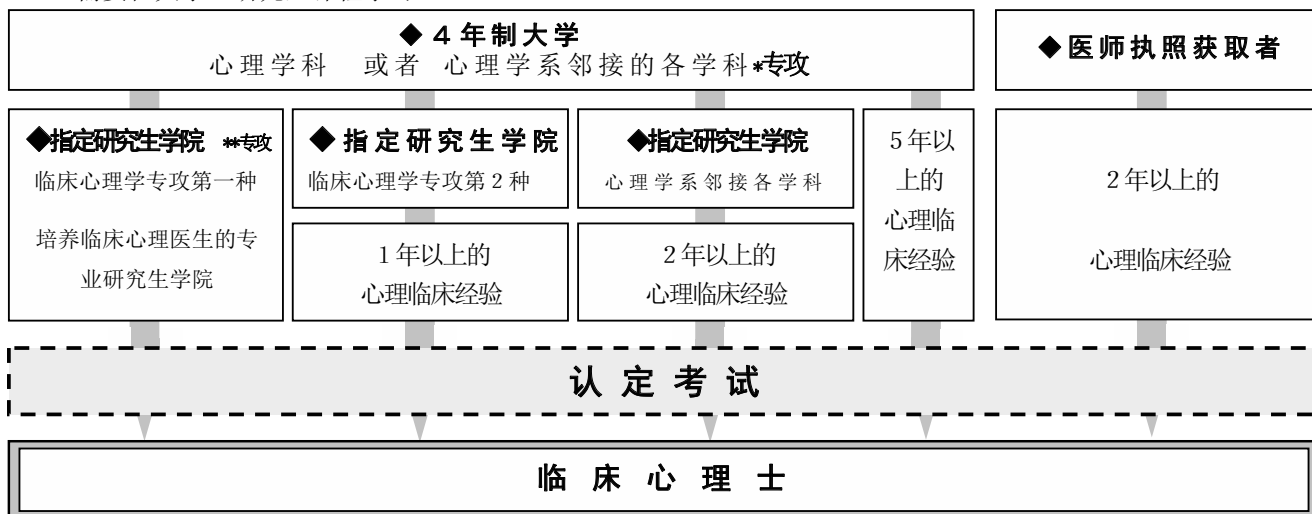 ◆４年制大学
心理学科 或者 心理学系邻接的各学科*专攻
◆医师执照获取者
◆指定研究生学院 **专攻
临床心理学专攻第一种
培养临床心理医生的专
业研究生学院
◆指定研究生学院
临床心理学专攻第２种
1年以上的
心理临床经验
◆指定研究生学院
心理学系邻接各学科
2年以上的
心理临床经验
5年以
上的
心理临
床经验
2年以上的
心理临床经验
认定考试
临床心理士